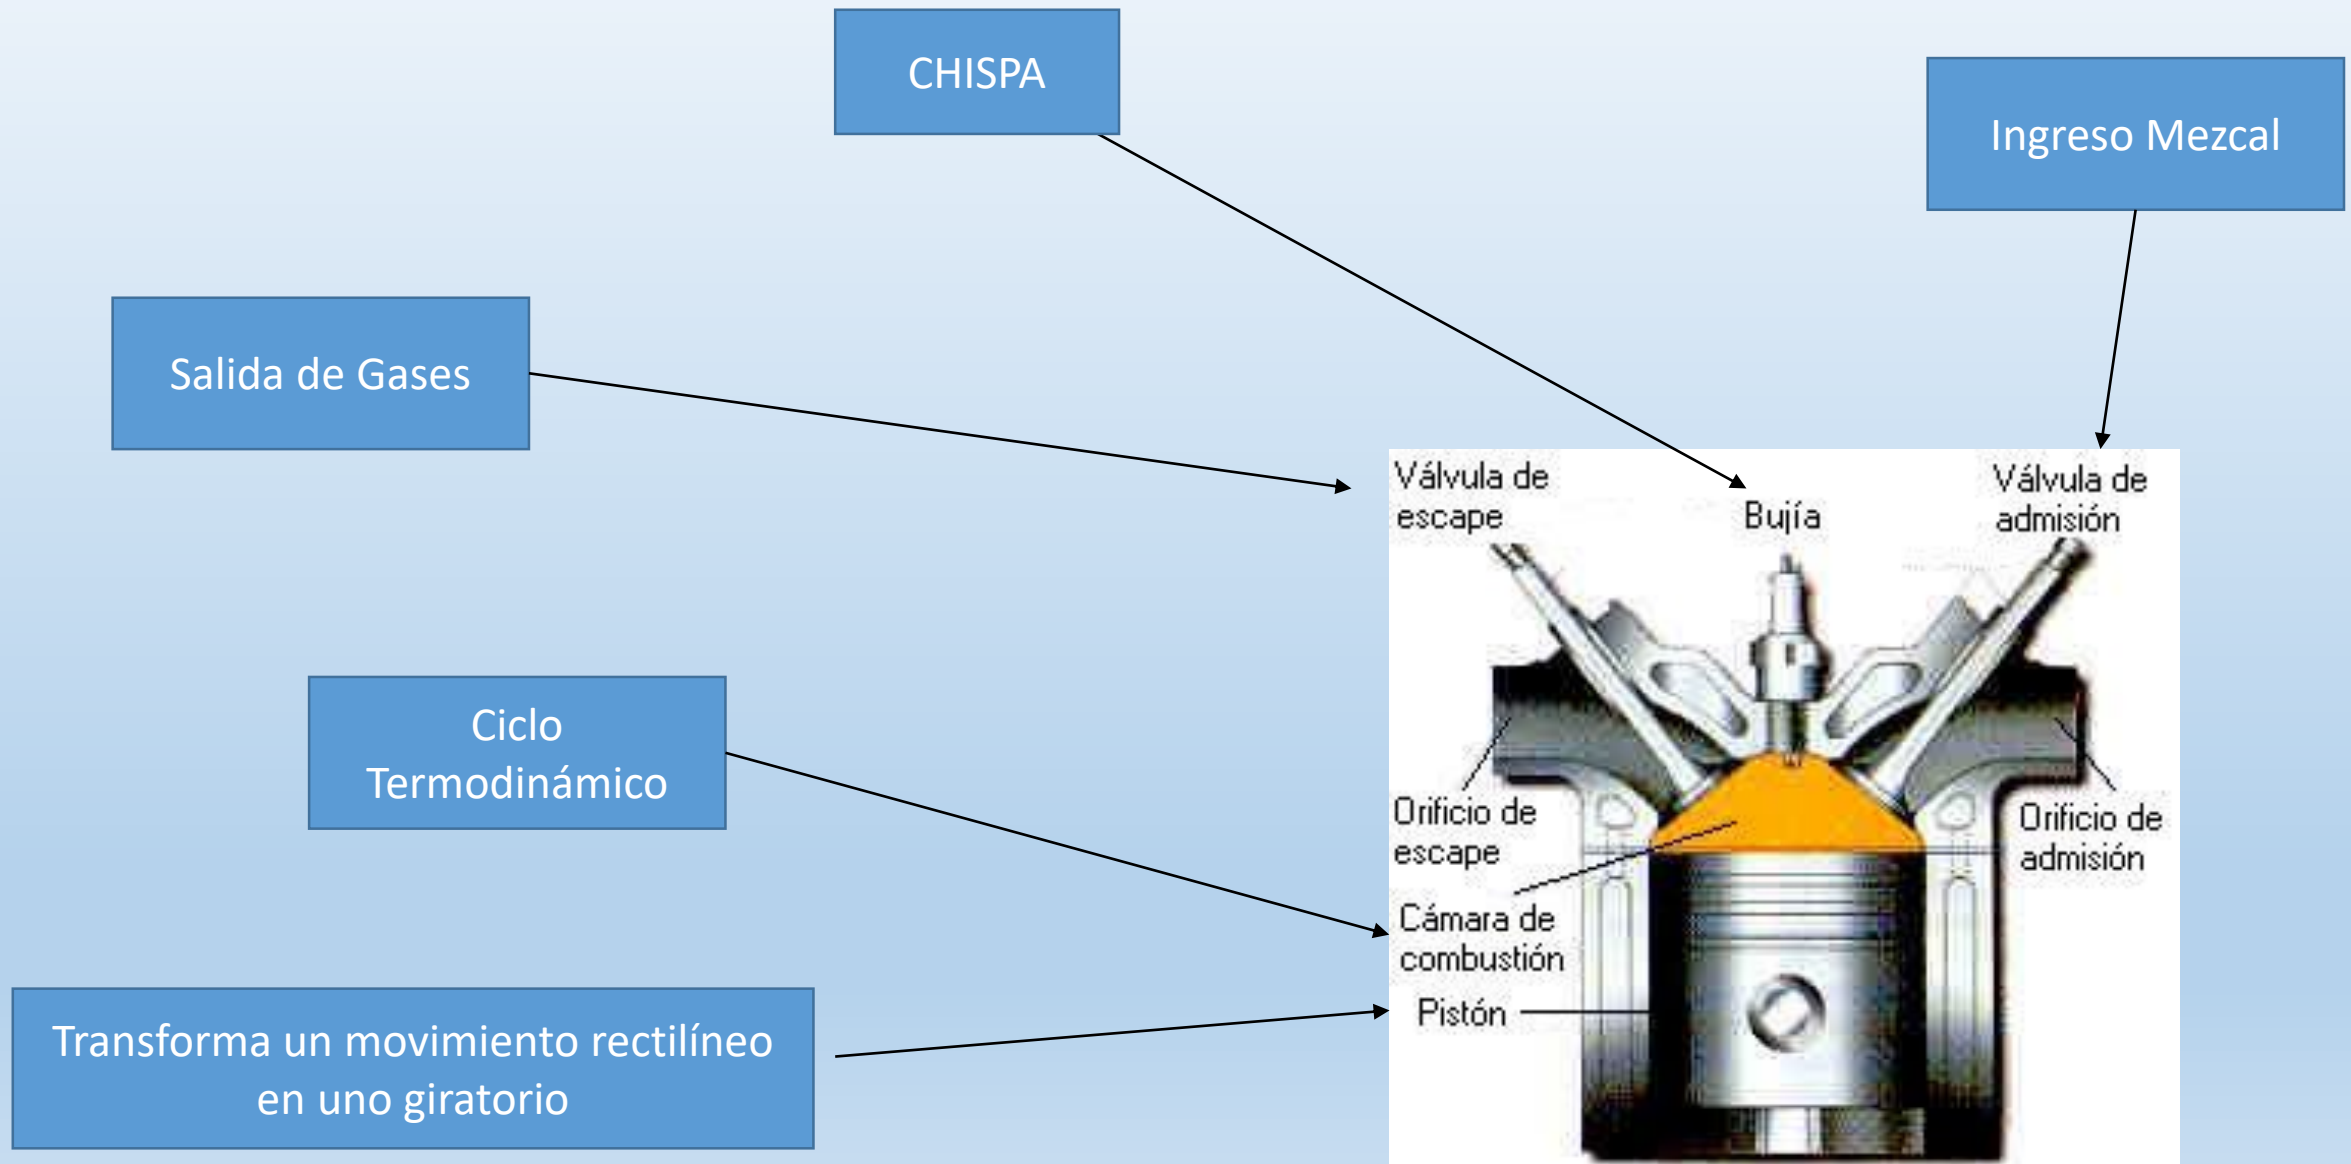 CHISPA
Ingreso Mezcal
Salida de Gases
Ciclo
Termodinámico
Transforma un movimiento rectilíneo
en uno giratorio
Válvula de
escape
Bujía
Válvula de
admisión
Orificio de
escape
Orificio de
admisión
Cámara de
combustión
Pistón